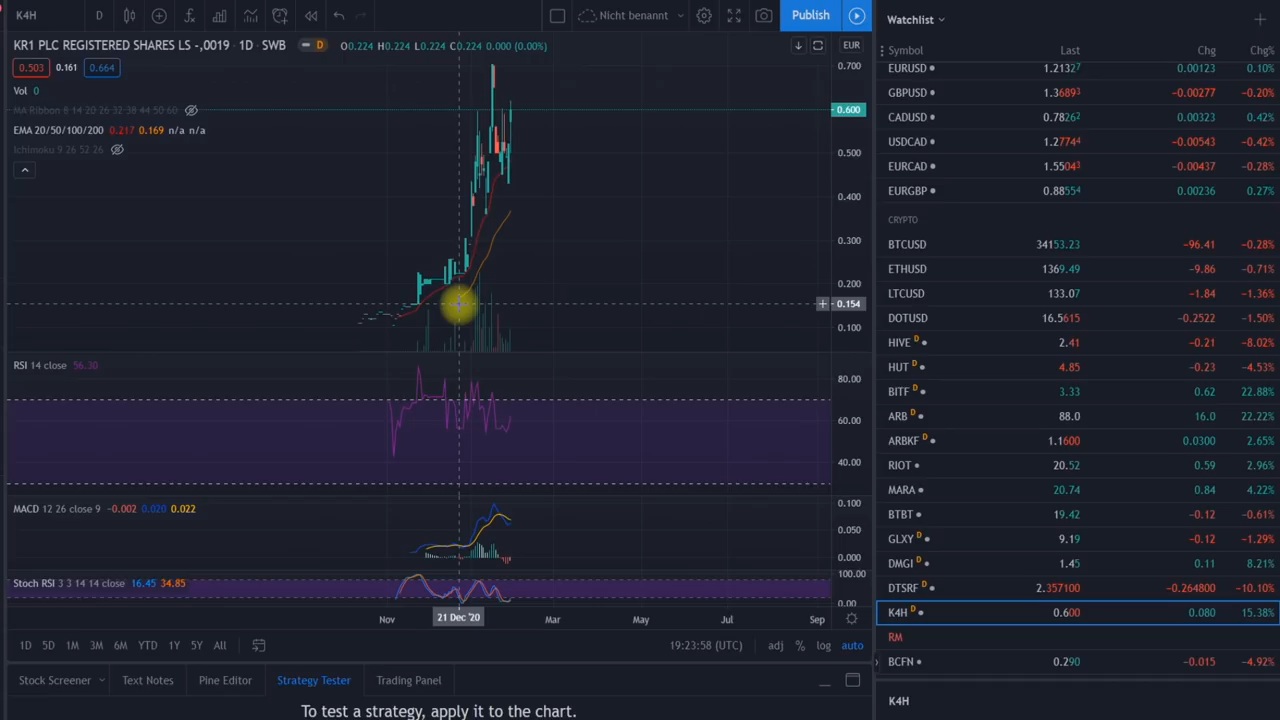 K4H D Nicht benannt Publish
KR1 PLC REGISTERED SHARES LS -,0019 · 1D · SWB D O0.224 H0.224 L0.224 C0.224 0.000 (0.00%) EUR
0.503 0.161 0.664
Vol 0
MA Ribbon 8 14 20 26 32 38 44 50 60
EMA 20/50/100/200 0.217 0.169 n/a n/a
Ichimoku 9 26 52 26
0.700
0.600
0.500
0.400
0.300
0.200
0.154
0.100
RSI 14 close 56.30
80.00
60.00
40.00
MACD 12 26 close 9 -0.002 0.020 0.022
0.100
0.050
0.000
Stoch RSI 3 3 14 14 close 16.45 34.85
100.00
0.00
Nov 21 Dec '20 Mar May Jul Sep
1D 5D 1M 3M 6M YTD 1Y 5Y All 19:23:58 (UTC) adj % log auto
Stock Screener Text Notes Pine Editor Strategy Tester Trading Panel
To test a strategy, apply it to the chart.
Watchlist
Symbol Last Chg Chg%
EURUSD 1.21327 0.00123 0.10%
GBPUSD 1.36893 −0.00277 −0.20%
CADUSD 0.78262 0.00323 0.42%
USDCAD 1.27744 −0.00543 −0.42%
EURCAD 1.55043 −0.00437 −0.28%
EURGBP 0.88554 0.00236 0.27%
CRYPTO
BTCUSD 34153.23 −96.41 −0.28%
ETHUSD 1369.49 −9.86 −0.71%
LTCUSD 133.07 −1.84 −1.36%
DOTUSD 16.5615 −0.2522 −1.50%
HIVE D 2.41 −0.21 −8.02%
HUT D 4.85 −0.23 −4.53%
BITF D 3.33 0.62 22.88%
ARB D 88.0 16.0 22.22%
ARBKF D 1.1600 0.0300 2.65%
RIOT 20.52 0.59 2.96%
MARA 20.74 0.84 4.22%
BTBT 19.42 −0.12 −0.61%
GLXY D 9.19 −0.12 −1.29%
DMGI D 1.45 0.11 8.21%
DTSRF D 2.357100 −0.264800 −10.10%
K4H D 0.600 0.080 15.38%
RM
BCFN 0.290 −0.015 −4.92%
K4H